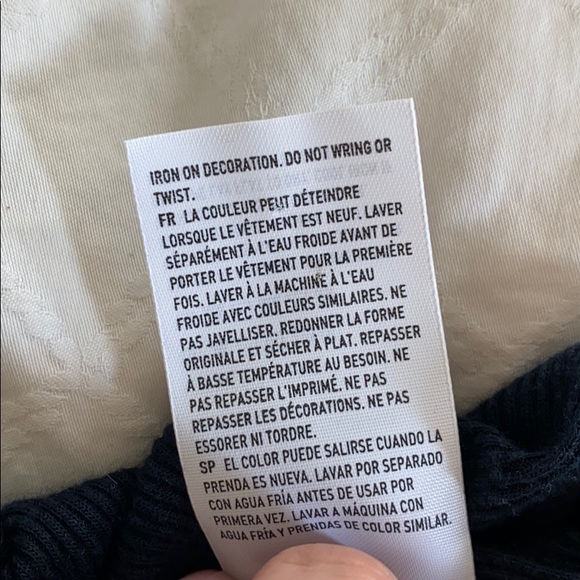 IRON ON DECORATION. DO NOT WRING OR
TWIST.
FR LA COULEUR PEUT DÉTEINDRE
LORSQUE LE VÊTEMENT EST NEUF. LAVER
SÉPARÉMENT À L'EAU FROIDE AVANT DE
PORTER LE VÊTEMENT POUR LA PREMIÈRE
FOIS. LAVER À LA MACHINE À L'EAU
FROIDE AVEC COULEURS SIMILAIRES. NE
PAS JAVELLISER. REDONNER LA FORME
ORIGINALE ET SÉCHER À PLAT. REPASSER
À BASSE TEMPÉRATURE AU BESOIN. NE
PAS REPASSER L'IMPRIMÉ. NE PAS
REPASSER LES DÉCORATIONS. NE PAS
ESSORER NI TORDRE.
SP EL COLOR PUEDE SALIRSE CUANDO LA
PRENDA ES NUEVA. LAVAR POR SEPARADO
CON AGUA FRÍA ANTES DE USAR POR
PRIMERA VEZ. LAVAR A MÁQUINA CON
AGUA FRÍA Y PRENDAS DE COLOR SIMILAR.